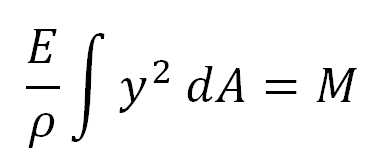 E/ρ ∫ y² dA = M